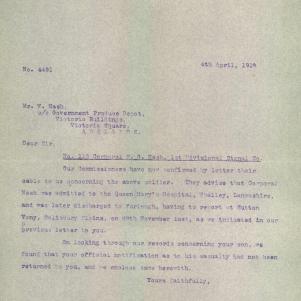 No. 4491
4th April, 1919
Mr. F. Nash,
c/o Government Produce Depot,
Victoria Buildings,
Victoria Square,
ADELAIDE.
Dear Sir,
Corporal Nash, 1st Divisional Signal Co.
Our Commissioners have now confirmed by letter their
cable to us concerning the above soldier. They advise that Corporal
Nash was admitted to the Queen Mary's Hospital, Whalley, Lancashire,
and was later discharged to furlough, having to report at Sutton
Veny, Salisbury Plains, on 29th November last, as we indicated in our
previous letter to you.
On looking through our records concerning your son, we
found that your official notification as to his casualty had not been
returned to you, and we enclose same herewith.
Yours faithfully,